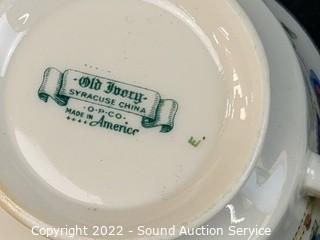 Old Ivory
SYRACUSE CHINA
·O·P·CO·
MADE IN
America
E.
Copyright 2022 - Sound Auction Service